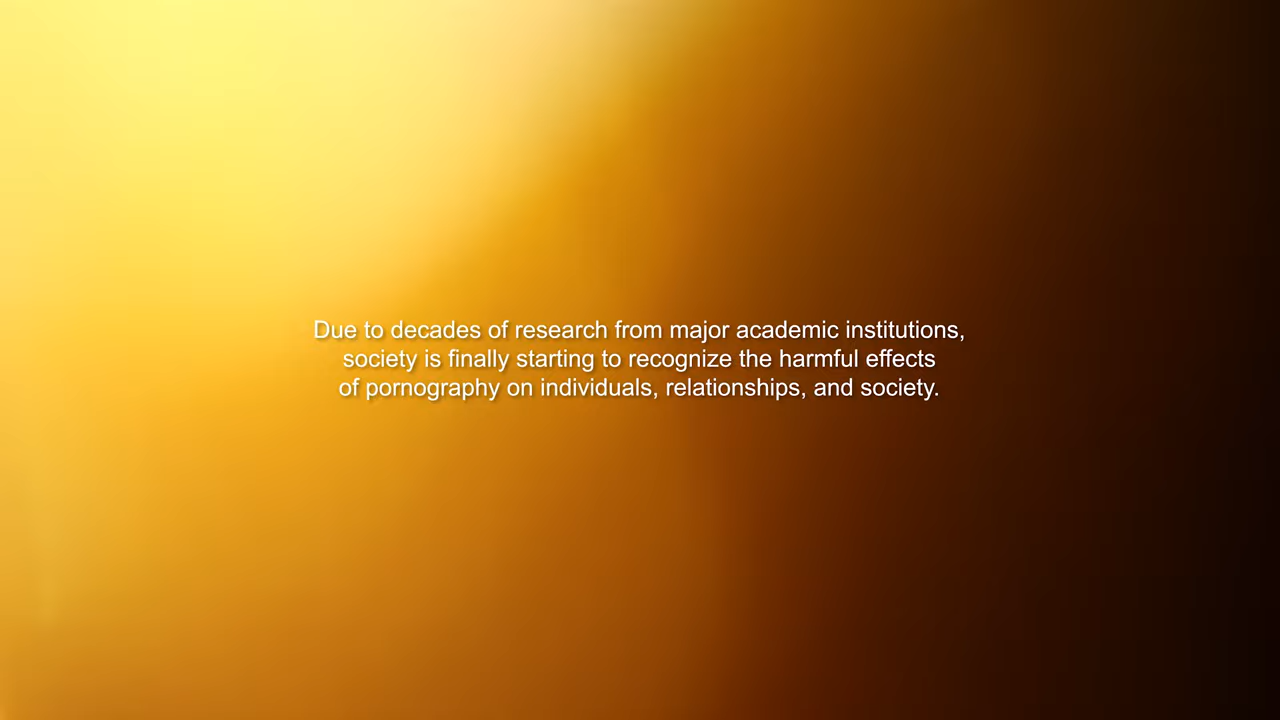 Due to decades of research from major academic institutions,
society is finally starting to recognize the harmful effects
of pornography on individuals, relationships, and society.